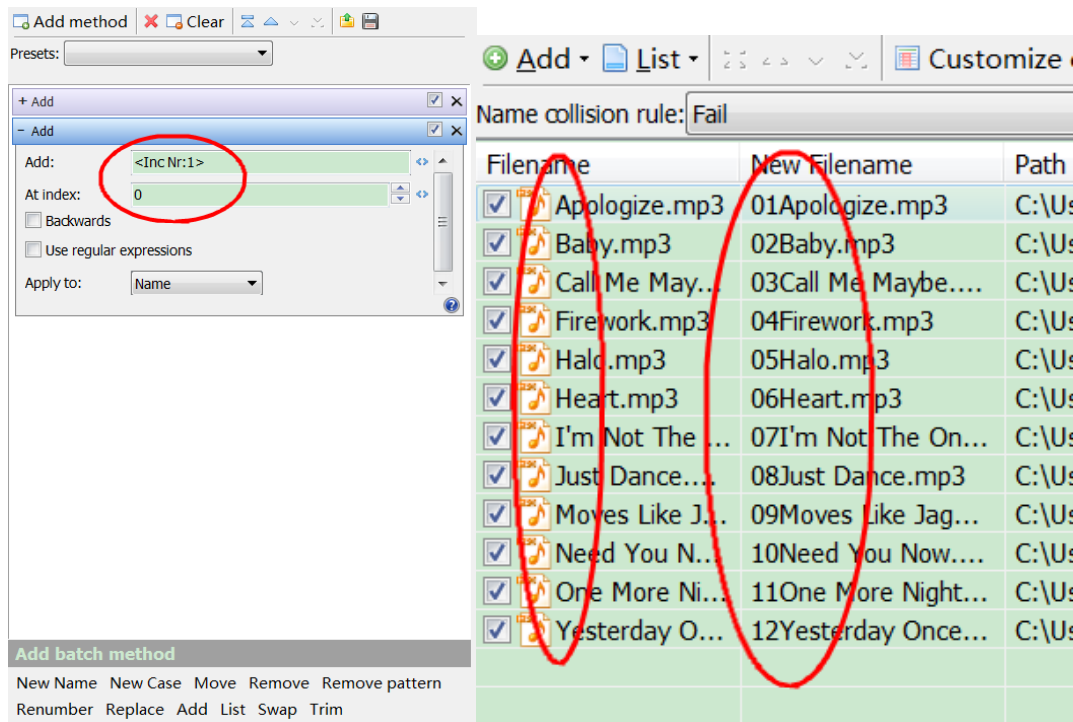 Add method Clear
Presets:
+ Add
- Add
Add: <Inc Nr:1>
At index: 0
Backwards
Use regular expressions
Apply to: Name
Add batch method
New Name New Case Move Remove Remove pattern
Renumber Replace Add List Swap Trim
Add List Customize
Name collision rule: Fail
Filename New Filename Path
Apologize.mp3 01Apologize.mp3 C:\Us
Baby.mp3 02Baby.mp3 C:\Us
Call Me May... 03Call Me Maybe.... C:\Us
Firework.mp3 04Firework.mp3 C:\Us
Halo.mp3 05Halo.mp3 C:\Us
Heart.mp3 06Heart.mp3 C:\Us
I'm Not The ... 07I'm Not The On... C:\Us
Just Dance.... 08Just Dance.mp3 C:\Us
Moves Like J... 09Moves Like Jag... C:\Us
Need You N... 10Need You Now.... C:\Us
One More Ni... 11One More Night... C:\Us
Yesterday O... 12Yesterday Once... C:\Us